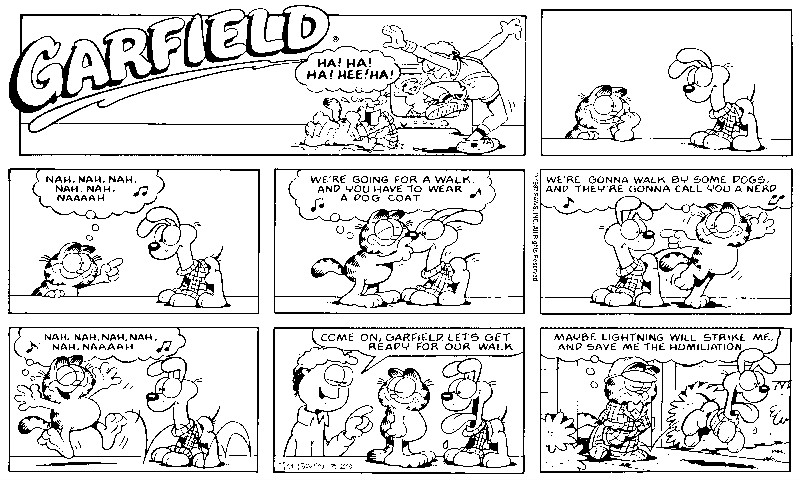 GARFIELD
HA! HA!
HA! HEE! HA!
NAH, NAH, NAH,
NAH, NAH,
NAAAAH
WE'RE GOING FOR A WALK,
AND YOU HAVE TO WEAR
A DOG COAT
WE'RE GONNA WALK BY SOME DOGS,
AND THEY'RE GONNA CALL YOU A NERD
NAH, NAH, NAH, NAH,
NAH, NAAAAH
COME ON, GARFIELD. LET'S GET
READY FOR OUR WALK
MAYBE LIGHTNING WILL STRIKE ME,
AND SAVE ME THE HUMILIATION